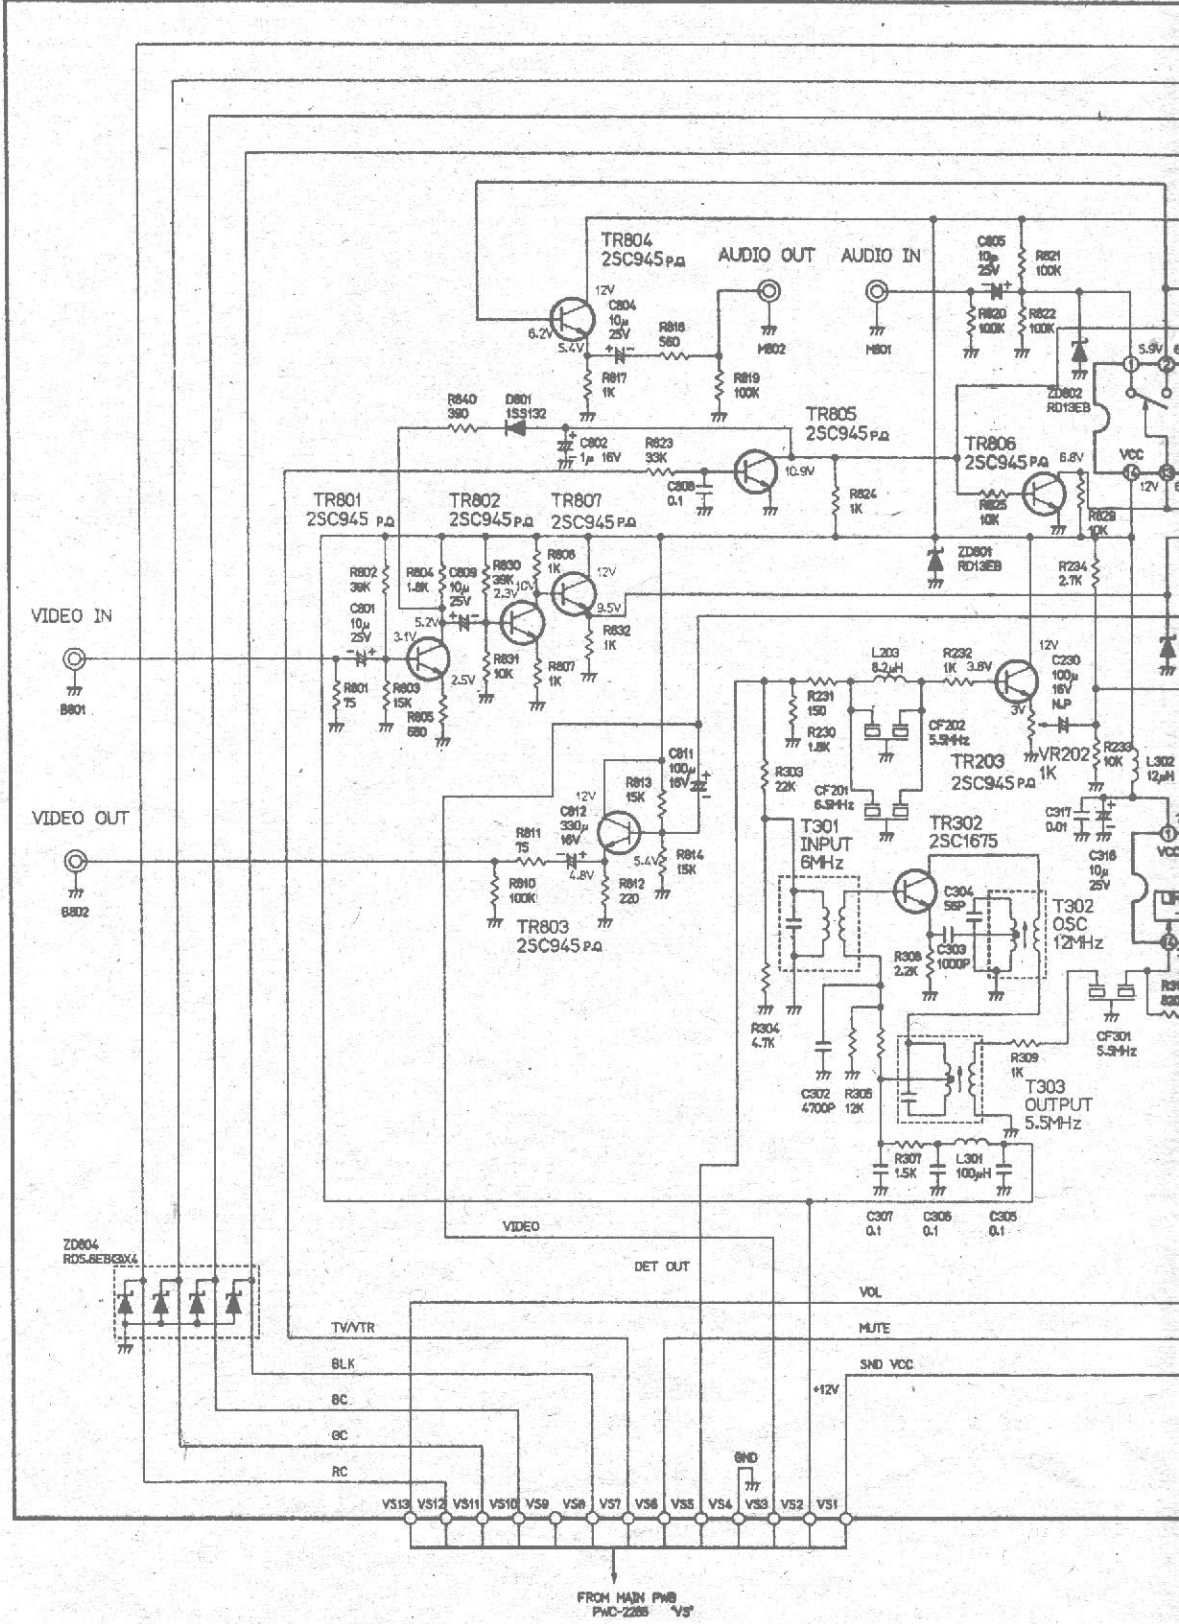 TR804
2SC945 P.Q
AUDIO OUT
AUDIO IN
C805
10µ
25V
R821
100K
12V
C804
10µ
25V
6.2V
5.4V
R818
560
M802
M801
R820
100K
R822
100K
5.9V
1
2
R817
1K
R819
100K
ZD802
RD13EB
R840
390
D801
1SS132
TR805
2SC945 P.Q
C802
1µ 16V
R823
33K
10.9V
TR806
2SC945 P.Q
6.8V
VCC
14
13
12V
C808
0.1
R824
1K
R825
10K
R829
10K
TR801
2SC945 P.Q
TR802
2SC945 P.Q
TR807
2SC945 P.Q
R802
39K
R804
1.8K
C809
10µ
25V
R830
39K
R806
1K
12V
10V
2.3V
9.5V
ZD801
RD13EB
R234
2.7K
VIDEO IN
C801
10µ
25V
5.2V
3.1V
2.5V
R832
1K
B801
R801
75
R803
15K
R805
680
R831
10K
R807
1K
L203
8.2µH
R232
1K
3.8V
12V
C230
100µ
16V
N.P
3V
R231
150
R230
1.8K
CF202
5.5MHz
TR203
2SC945 P.Q
VR202
1K
R233
10K
L302
12µH
C811
100µ
16V
R303
22K
CF201
6.5MHz
VIDEO OUT
12V
R813
15K
C812
330µ
16V
R811
75
4.8V
5.4V
R814
15K
B802
R810
100K
R812
220
TR803
2SC945 P.Q
T301
INPUT
6MHz
TR302
2SC1675
C317
0.01
C316
10µ
25V
1
VCC
C304
56P
T302
OSC
12MHz
C303
1000P
R308
2.2K
14
R304
4.7K
C302
4700P
R305
12K
R309
1K
CF301
5.5MHz
T303
OUTPUT
5.5MHz
R307
1.5K
L301
100µH
C307
0.1
C306
0.1
C305
0.1
VIDEO
ZD804
DET OUT
VOL
TV/VTR
MUTE
BLK
SND VCC
+12V
BC
GC
RC
GND
VS13
VS12
VS11
VS10
VS9
VS8
VS7
VS6
VS5
VS4
VS3
VS2
VS1
FROM MAIN PWB
PWC-2286 "VS"